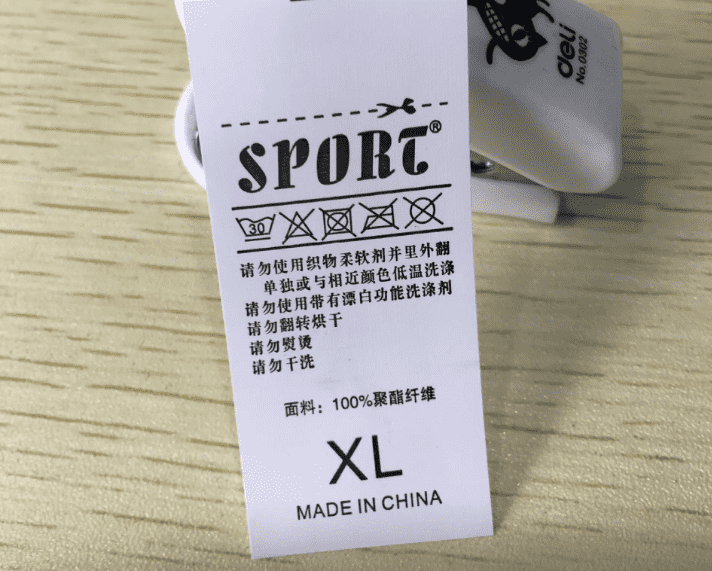 deli
No.0302
SPORT®
30
请勿使用织物柔软剂并里外翻
单独或与相近颜色低温洗涤
请勿使用带有漂白功能洗涤剂
请勿翻转烘干
请勿熨烫
请勿干洗
面料：100%聚酯纤维
XL
MADE IN CHINA